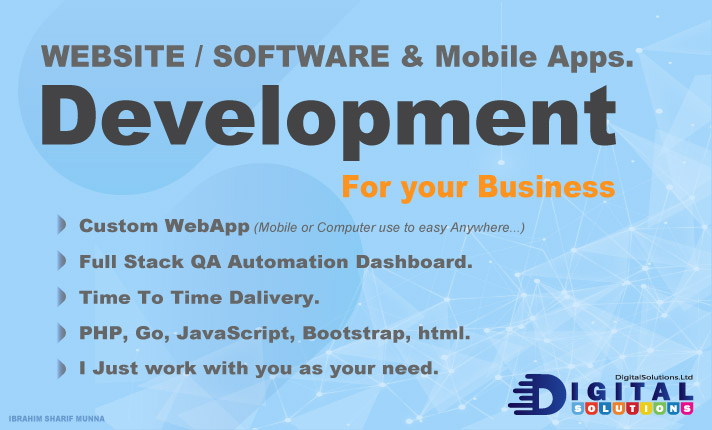 WEBSITE / SOFTWARE & Mobile Apps.
Development
For your Business
Custom WebApp (Mobile or Computer use to easy Anywhere...)
Full Stack QA Automation Dashboard.
Time To Time Dalivery.
PHP, Go, JavaScript, Bootstrap, html.
I Just work with you as your need.
DigitalSolutions.Ltd
DIGITAL
SOLUTIONS
IBRAHIM SHARIF MUNNA